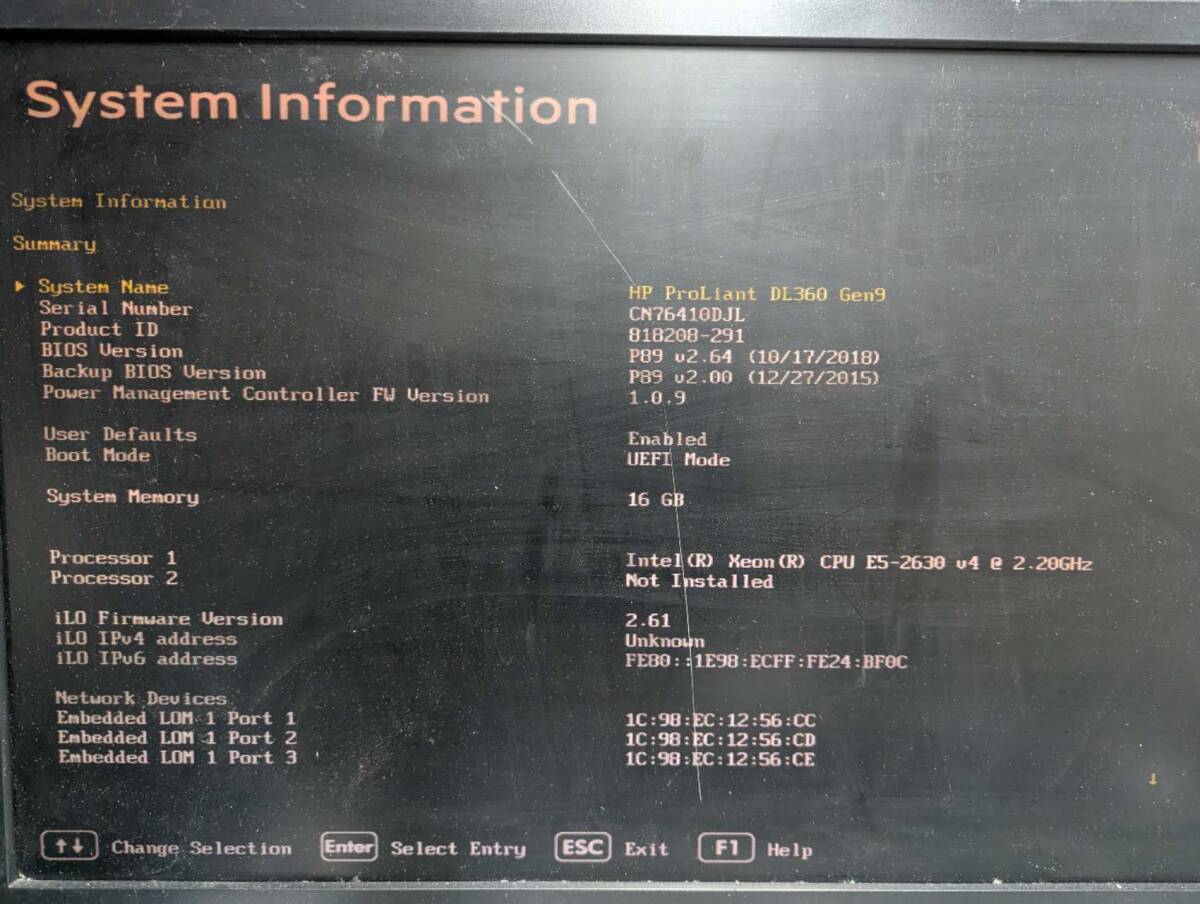 System Information
System Information
Summary
System Name HP ProLiant DL360 Gen9
Serial Number CN76410DJL
Product ID 818208-291
BIOS Version P89 v2.64 (10/17/2018)
Backup BIOS Version P89 v2.00 (12/27/2015)
Power Management Controller FW Version 1.0.9
User Defaults Enabled
Boot Mode UEFI Mode
System Memory 16 GB
Processor 1 Intel(R) Xeon(R) CPU E5-2630 v4 @ 2.20GHz
Processor 2 Not Installed
iLO Firmware Version 2.61
iLO IPv4 address Unknown
iLO IPv6 address FE80::1E98:ECFF:FE24:BF0C
Network Devices
Embedded LOM 1 Port 1 1C:98:EC:12:56:CC
Embedded LOM 1 Port 2 1C:98:EC:12:56:CD
Embedded LOM 1 Port 3 1C:98:EC:12:56:CE
↑↓ Change Selection Enter Select Entry ESC Exit F1 Help